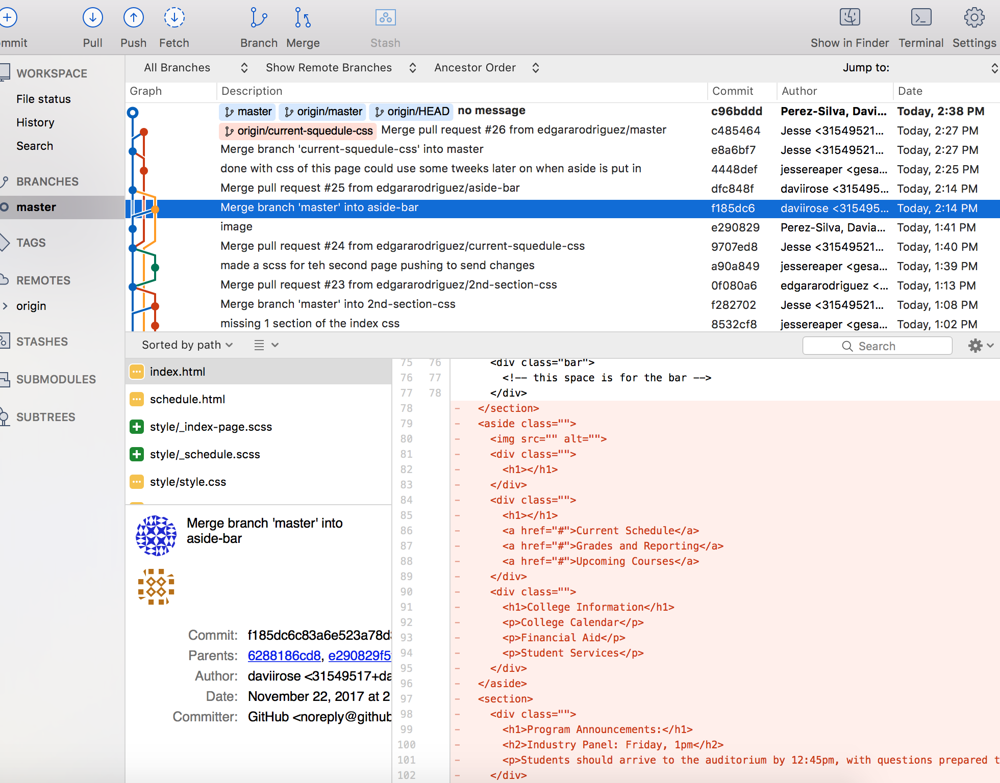 mmit Pull Push Fetch Branch Merge Stash Show in Finder Terminal Settings
WORKSPACE
File status
History
Search
BRANCHES
master
TAGS
REMOTES
origin
STASHES
SUBMODULES
SUBTREES
All Branches Show Remote Branches Ancestor Order Jump to:
Graph Description Commit Author Date
master origin/master origin/HEAD no message c96bddd Perez-Silva, Davi... Today, 2:38 PM
origin/current-squedule-css Merge pull request #26 from edgararodriguez/master c485464 Jesse <31549521... Today, 2:27 PM
Merge branch 'current-squedule-css' into master e8a6bf7 Jesse <31549521... Today, 2:27 PM
done with css of this page could use some tweeks later on when aside is put in 4448def jessereaper <gesa... Today, 2:25 PM
Merge pull request #25 from edgararodriguez/aside-bar dfc848f daviirose <315495... Today, 2:14 PM
Merge branch 'master' into aside-bar f185dc6 daviirose <315495... Today, 2:14 PM
image e290829 Perez-Silva, Davia... Today, 1:41 PM
Merge pull request #24 from edgararodriguez/current-squedule-css 9707ed8 Jesse <31549521... Today, 1:40 PM
made a scss for teh second page pushing to send changes a90a849 jessereaper <gesa... Today, 1:39 PM
Merge pull request #23 from edgararodriguez/2nd-section-css 0f080a6 edgararodriguez <... Today, 1:13 PM
Merge branch 'master' into 2nd-section-css f282702 Jesse <31549521... Today, 1:08 PM
missing 1 section of the index css 8532cf8 jessereaper <gesa... Today, 1:02 PM
Sorted by path Search
index.html
schedule.html
style/_index-page.scss
style/_schedule.scss
style/style.css
Merge branch 'master' into
aside-bar
Commit: f185dc6c83a6e523a78d
Parents: 6288186cd8, e290829f5
Author: daviirose <31549517+da
Date: November 22, 2017 at 2
Committer: GitHub <noreply@github
75 76 <div class="bar">
76 77 <!-- this space is for the bar -->
77 78 </div>
78 - </section>
79 - <aside class="">
80 - <img src="" alt="">
81 - <div class="">
82 - <h1></h1>
83 - </div>
84 - <div class="">
85 - <h1></h1>
86 - <a href="#">Current Schedule</a>
87 - <a href="#">Grades and Reporting</a>
88 - <a href="#">Upcoming Courses</a>
89 - </div>
90 - <div class="">
91 - <h1>College Information</h1>
92 - <p>College Calendar</p>
93 - <p>Financial Aid</p>
94 - <p>Student Services</p>
95 - </div>
96 - </aside>
97 - <section>
98 - <div class="">
99 - <h1>Program Announcements:</h1>
100 - <h2>Industry Panel: Friday, 1pm</h2>
101 - <p>Students should arrive to the auditorium by 12:45pm, with questions prepared t
102 - </div>